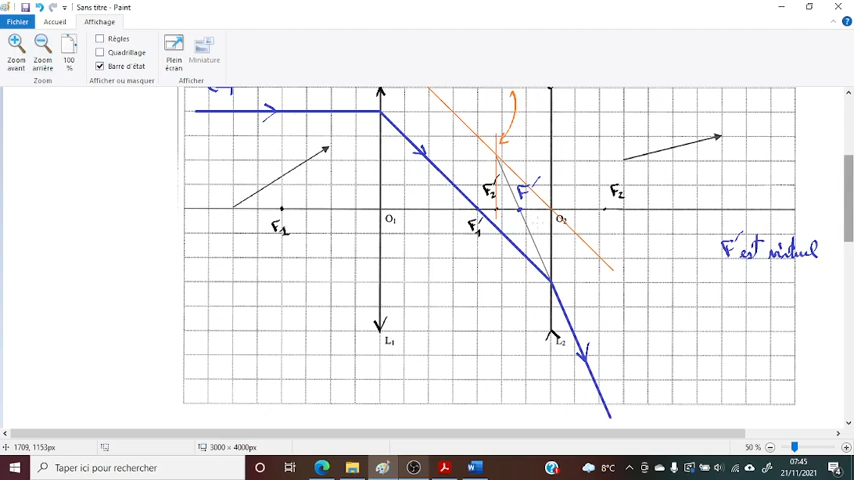 Sans titre - Paint
Fichier
Accueil
Affichage
Zoom avant
Zoom arrière
100 %
Règles
Quadrillage
Barre d'état
Plein écran
Miniature
Zoom
Afficher ou masquer
Afficher
F₂'
F'
F₂
O₁
O₂
F₁
F₁'
F' est virtuel
L₁
L₂
1709, 1153px
3000 × 4000px
50 %
Taper ici pour rechercher
8°C
07:45
21/11/2021
4